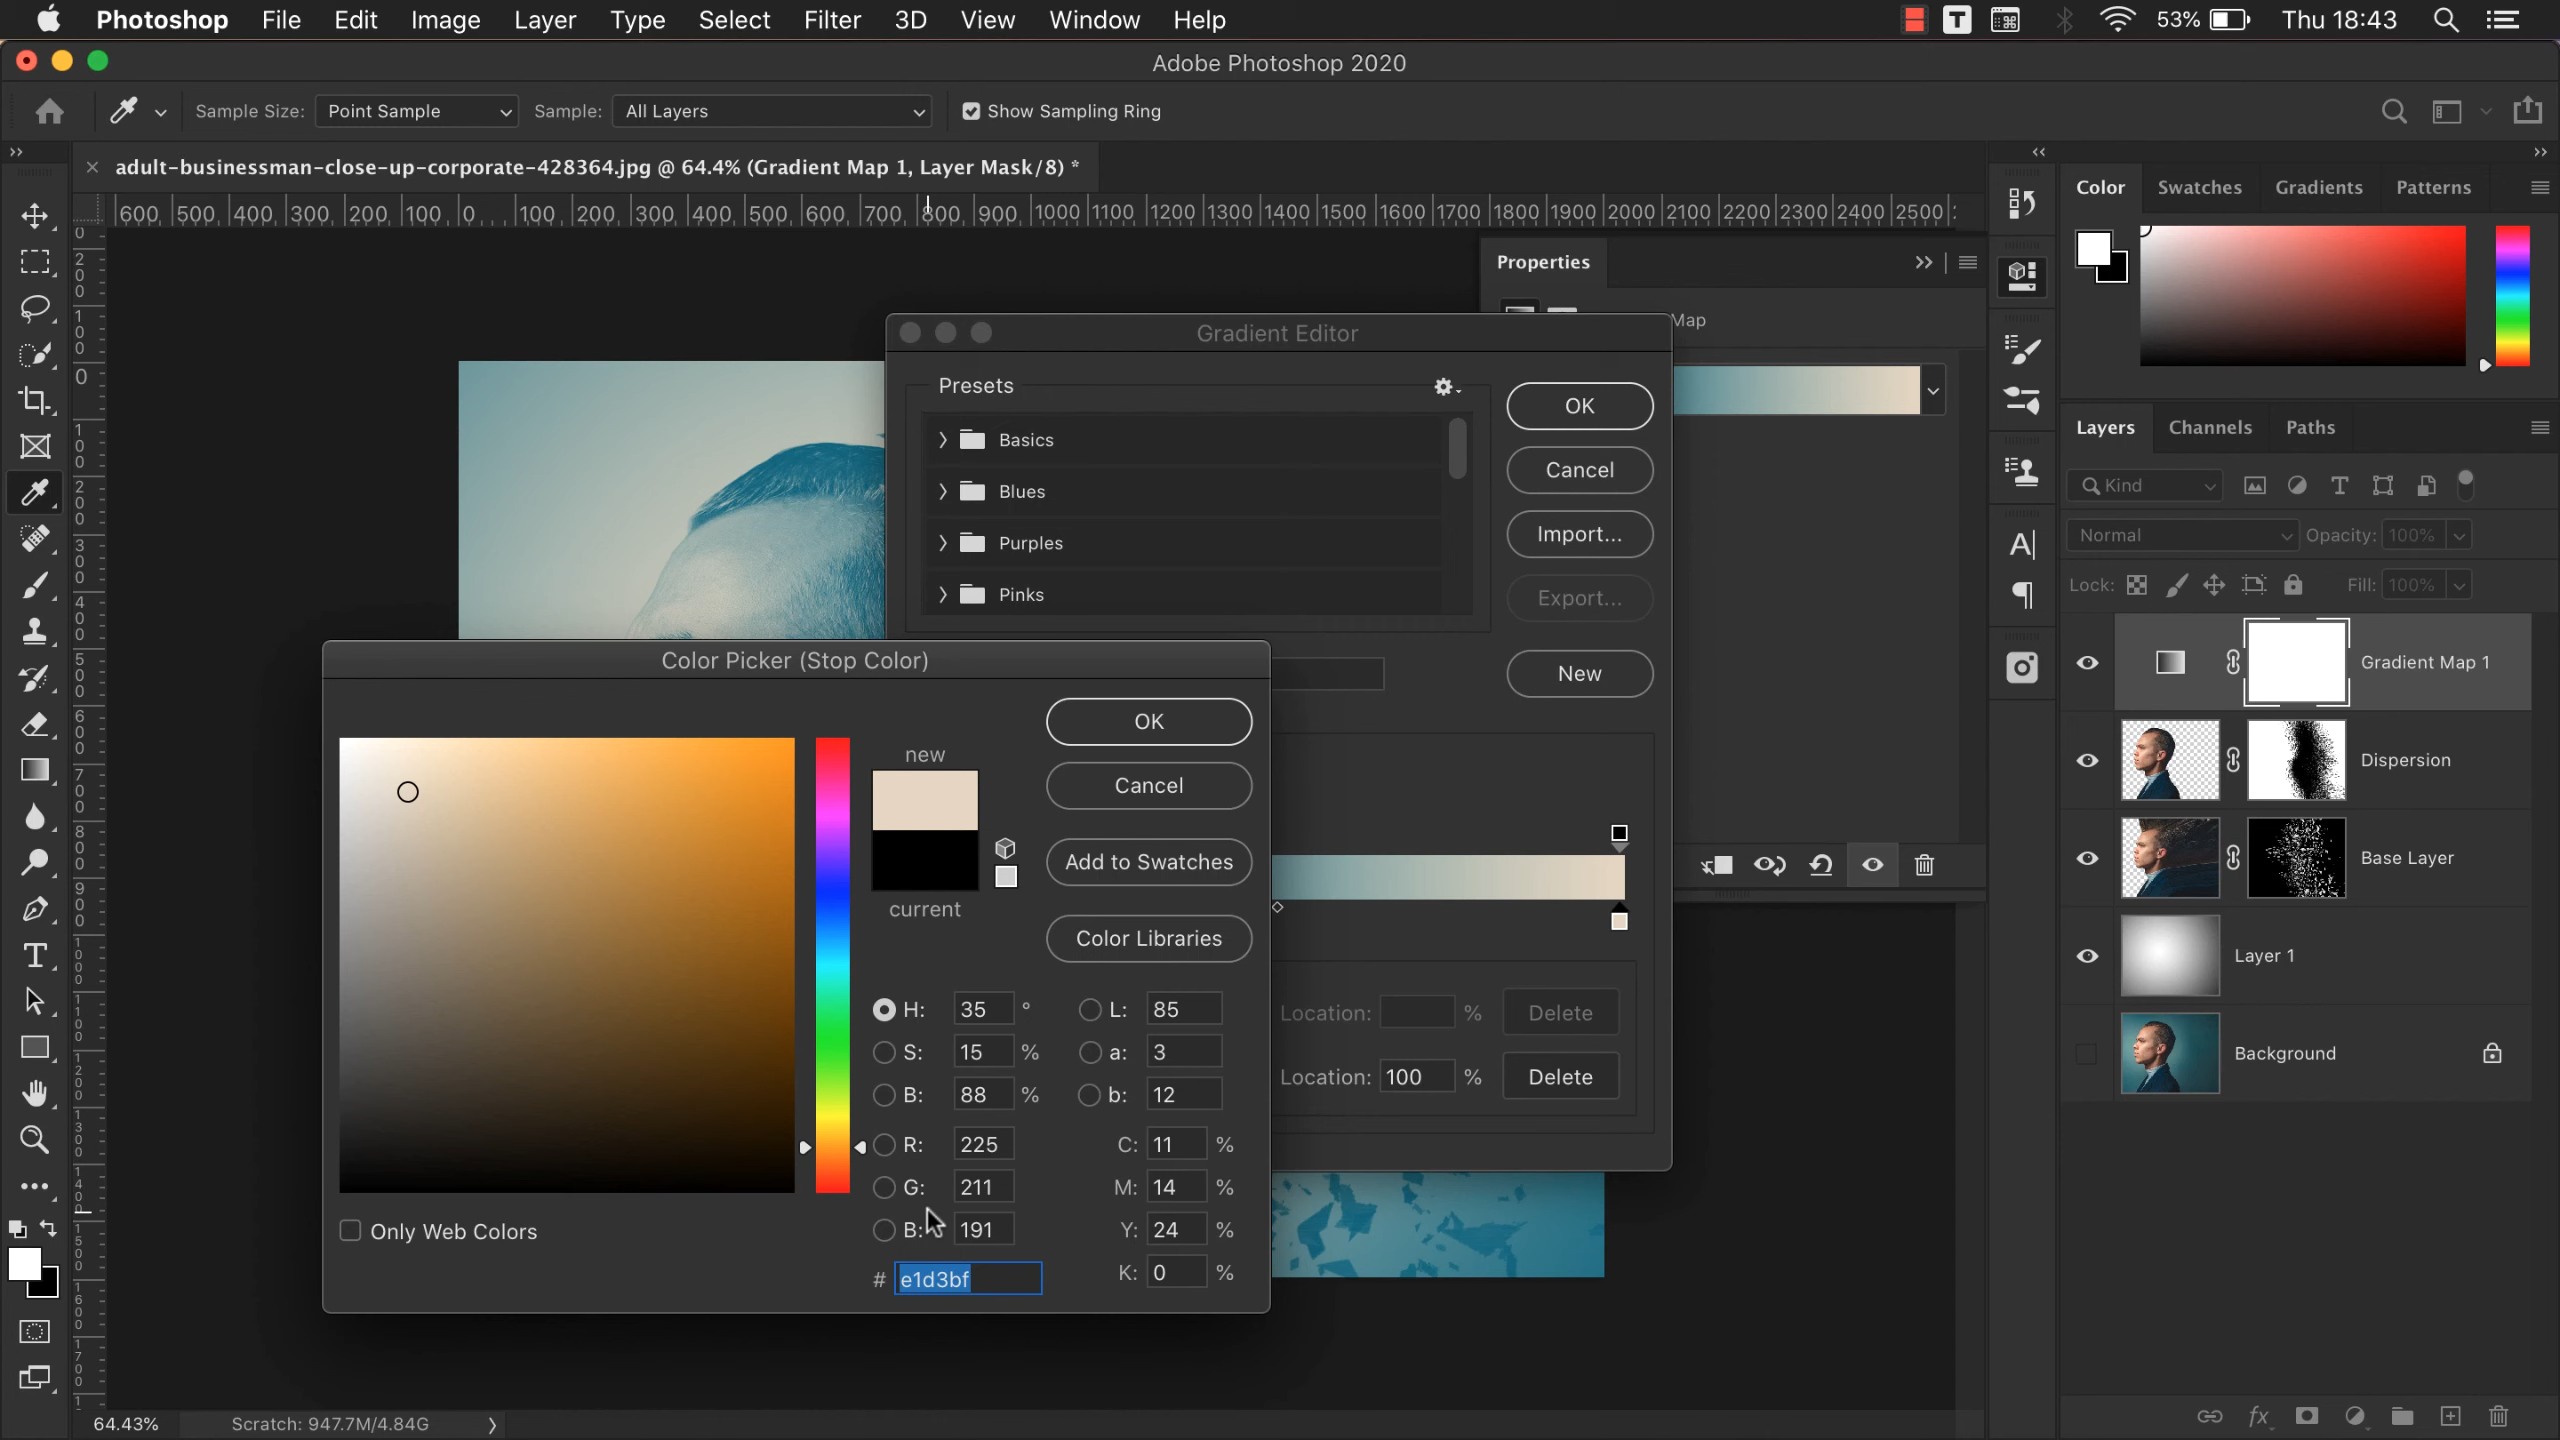 Photoshop File Edit Image Layer Type Select Filter 3D View Window Help 53% Thu 18:43
Adobe Photoshop 2020
Sample Size: Point Sample Sample: All Layers Show Sampling Ring
adult-businessman-close-up-corporate-428364.jpg @ 64.4% (Gradient Map 1, Layer Mask/8) *
600 500 400 300 200 100 0 100 200 300 400 500 600 700 800 900 1000 1100 1200 1300 1400 1500 1600 1700 1800 1900 2000 2100 2200 2300 2400 2500
Color Swatches Gradients Patterns
Properties
Map
Gradient Editor
Presets
Basics
Blues
Purples
Pinks
OK
Cancel
Import...
Export...
New
Location: %
Delete
Location: 100 %
Delete
Color Picker (Stop Color)
new
current
OK
Cancel
Add to Swatches
Color Libraries
H: 35 ° L: 85
S: 15 % a: 3
B: 88 % b: 12
R: 225 C: 11 %
G: 211 M: 14 %
B: 191 Y: 24 %
# e1d3bf K: 0 %
Only Web Colors
Layers Channels Paths
Kind
Normal Opacity: 100%
Lock: Fill: 100%
Gradient Map 1
Dispersion
Base Layer
Layer 1
Background
64.43% Scratch: 947.7M/4.84G